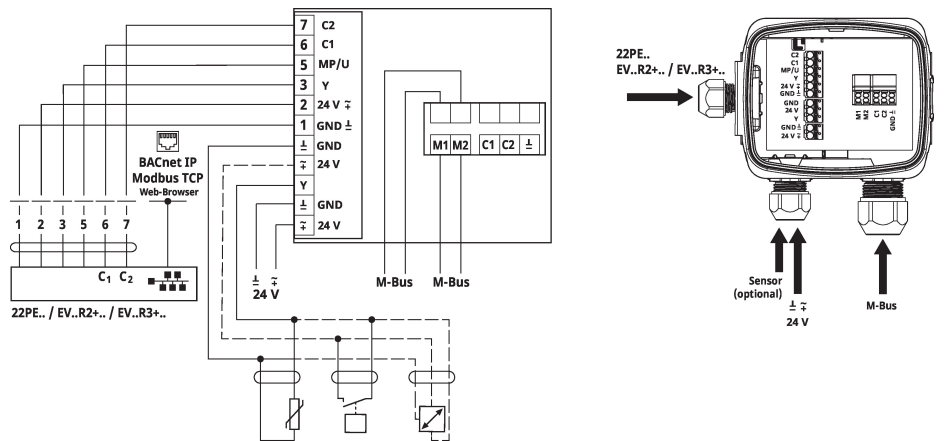 7 C2
6 C1
5 MP/U
3 Y
2 24 V
1 GND ⏚
⏚ GND
24 V
Y
⏚ GND
24 V
M1 M2 C1 C2 ⏚
BACnet IP
Modbus TCP
Web-Browser
1 2 3 5 6 7
C1 C2
22PE.. / EV..R2+.. / EV..R3+..
⏚
24 V
M-Bus M-Bus
22PE..
EV..R2+.. / EV..R3+..
C2
C1
MP/U
Y
24 V
GND ⏚
GND
24 V
Y
GND ⏚
24 V
M1
M2
C1
C2
GND ⏚
Sensor
(optional)
⏚
24 V
M-Bus